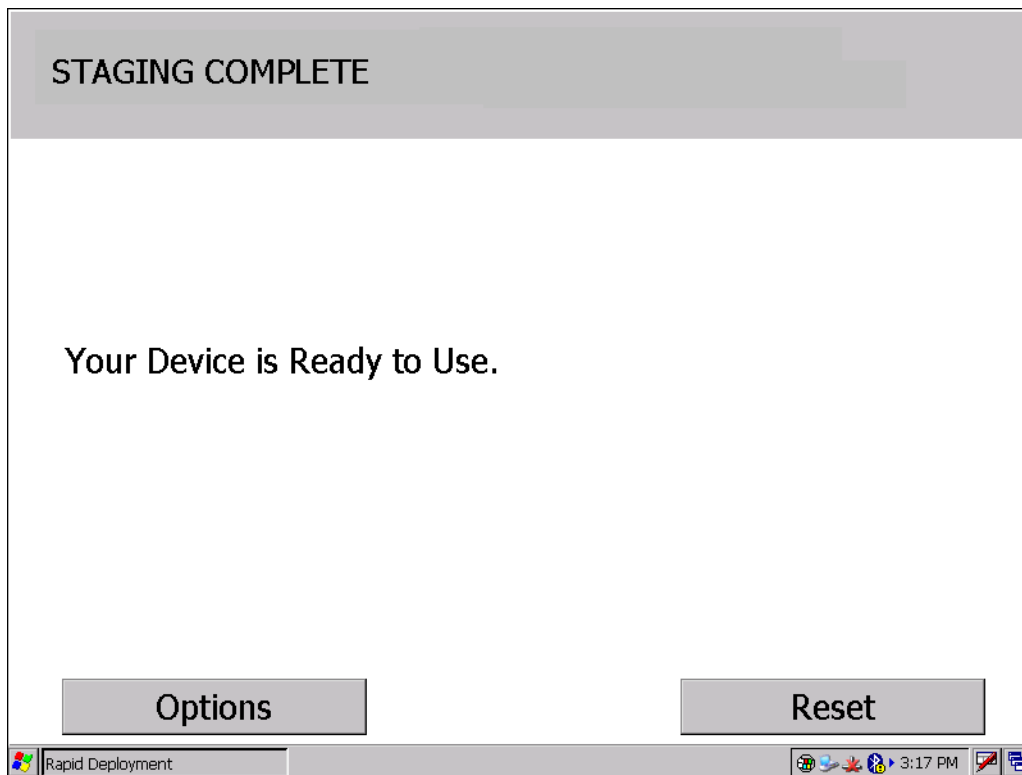 STAGING COMPLETE
Your Device is Ready to Use.
Options
Reset
Rapid Deployment
3:17 PM